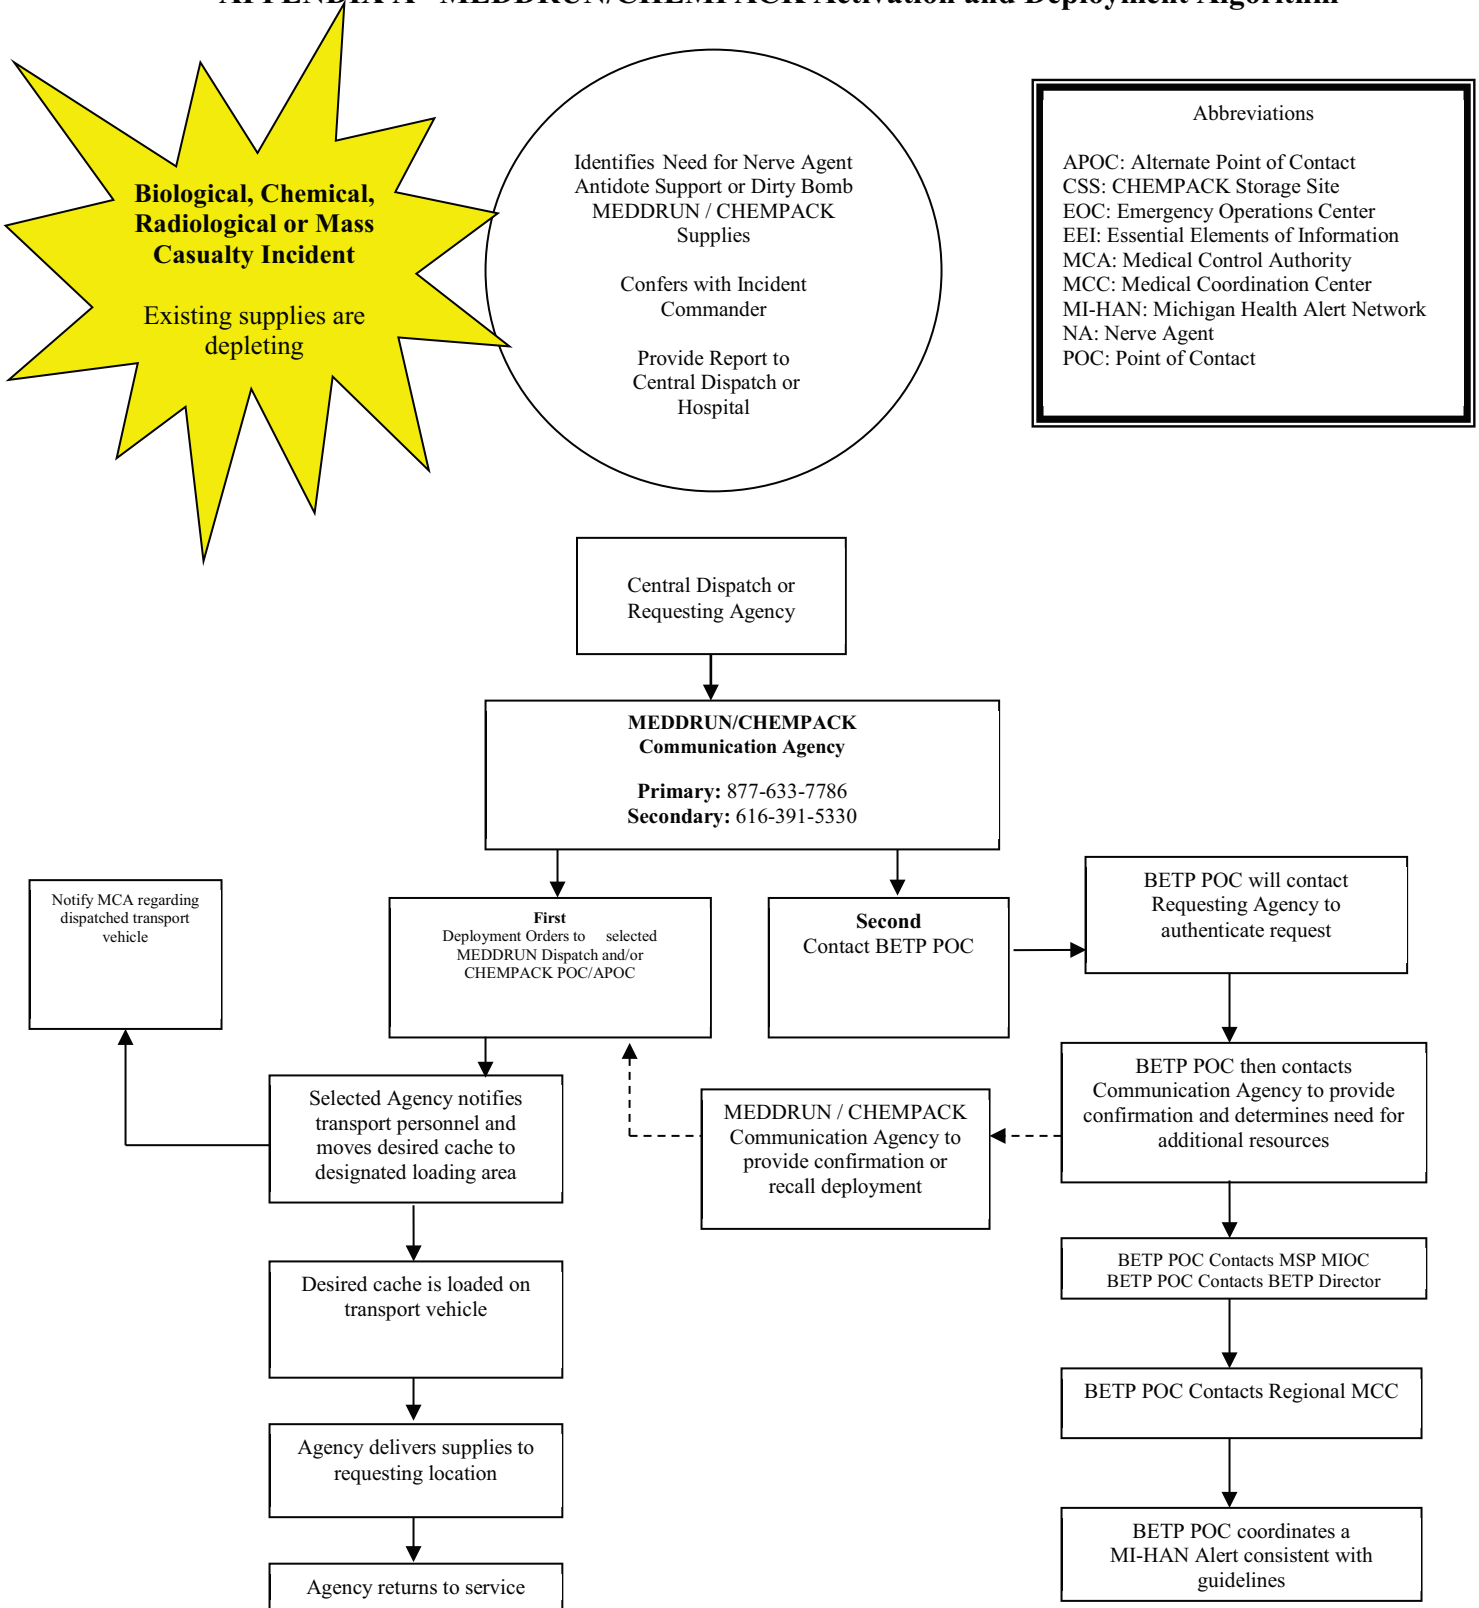 APPENDIX A - MEDDRUN/CHEMPACK Activation and Deployment Algorithm
Biological, Chemical,
Radiological or Mass
Casualty Incident
Existing supplies are
depleting
Identifies Need for Nerve Agent
Antidote Support or Dirty Bomb
MEDDRUN / CHEMPACK
Supplies
Confers with Incident
Commander
Provide Report to
Central Dispatch or
Hospital
Abbreviations
APOC: Alternate Point of Contact
CSS: CHEMPACK Storage Site
EOC: Emergency Operations Center
EEI: Essential Elements of Information
MCA: Medical Control Authority
MCC: Medical Coordination Center
MI-HAN: Michigan Health Alert Network
NA: Nerve Agent
POC: Point of Contact
Central Dispatch or
Requesting Agency
MEDDRUN/CHEMPACK
Communication Agency
Primary: 877-633-7786
Secondary: 616-391-5330
Notify MCA regarding
dispatched transport
vehicle
First
Deployment Orders to selected
MEDDRUN Dispatch and/or
CHEMPACK POC/APOC
Second
Contact BETP POC
BETP POC will contact
Requesting Agency to
authenticate request
Selected Agency notifies
transport personnel and
moves desired cache to
designated loading area
MEDDRUN / CHEMPACK
Communication Agency to
provide confirmation or
recall deployment
BETP POC then contacts
Communication Agency to provide
confirmation and determines need for
additional resources
Desired cache is loaded on
transport vehicle
BETP POC Contacts MSP MIOC
BETP POC Contacts BETP Director
BETP POC Contacts Regional MCC
Agency delivers supplies to
requesting location
BETP POC coordinates a
MI-HAN Alert consistent with
guidelines
Agency returns to service